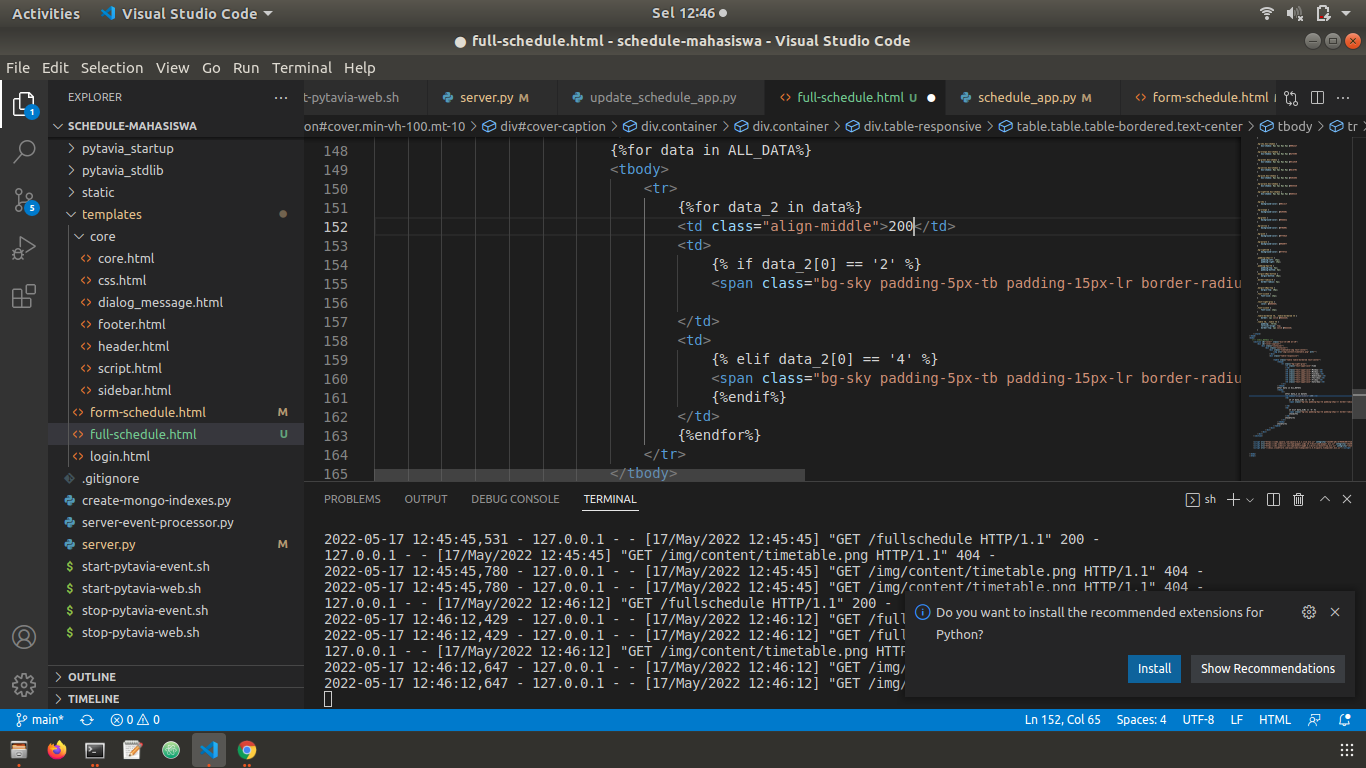 Activities Visual Studio Code Sel 12:46
full-schedule.html - schedule-mahasiswa - Visual Studio Code
File Edit Selection View Go Run Terminal Help
1
5
EXPLORER
SCHEDULE-MAHASISWA
pytavia_startup
pytavia_stdlib
static
templates
core
core.html
css.html
dialog_message.html
footer.html
header.html
script.html
sidebar.html
form-schedule.html M
full-schedule.html U
login.html
.gitignore
create-mongo-indexes.py
server-event-processor.py
server.py M
start-pytavia-event.sh
start-pytavia-web.sh
stop-pytavia-event.sh
stop-pytavia-web.sh
OUTLINE
TIMELINE
t-pytavia-web.sh server.py M update_schedule_app.py full-schedule.html U schedule_app.py M form-schedule.html
on#cover.min-vh-100.mt-10 > div#cover-caption > div.container > div.container > div.table-responsive > table.table.table-bordered.text-center > tbody > tr >
148 {%for data in ALL_DATA%}
149 <tbody>
150 <tr>
151 {%for data_2 in data%}
152 <td class="align-middle">200</td>
153 <td>
154 {% if data_2[0] == '2' %}
155 <span class="bg-sky padding-5px-tb padding-15px-lr border-radiu
156
157 </td>
158 <td>
159 {% elif data_2[0] == '4' %}
160 <span class="bg-sky padding-5px-tb padding-15px-lr border-radiu
161 {%endif%}
162 </td>
163 {%endfor%}
164 </tr>
165 </tbody>
PROBLEMS OUTPUT DEBUG CONSOLE TERMINAL sh
2022-05-17 12:45:45,531 - 127.0.0.1 - - [17/May/2022 12:45:45] "GET /fullschedule HTTP/1.1" 200 -
127.0.0.1 - - [17/May/2022 12:45:45] "GET /img/content/timetable.png HTTP/1.1" 404 -
2022-05-17 12:45:45,780 - 127.0.0.1 - - [17/May/2022 12:45:45] "GET /img/content/timetable.png HTTP/1.1" 404 -
2022-05-17 12:45:45,780 - 127.0.0.1 - - [17/May/2022 12:45:45] "GET /img/content/timetable.png HTTP/1.1" 404 -
127.0.0.1 - - [17/May/2022 12:46:12] "GET /fullschedule HTTP/1.1" 200 -
2022-05-17 12:46:12,429 - 127.0.0.1 - - [17/May/2022 12:46:12] "GET /full
2022-05-17 12:46:12,429 - 127.0.0.1 - - [17/May/2022 12:46:12] "GET /full
127.0.0.1 - - [17/May/2022 12:46:12] "GET /img/content/timetable.png HTTP
2022-05-17 12:46:12,647 - 127.0.0.1 - - [17/May/2022 12:46:12] "GET /img/
2022-05-17 12:46:12,647 - 127.0.0.1 - - [17/May/2022 12:46:12] "GET /img/
Do you want to install the recommended extensions for
Python?
Install Show Recommendations
main* 0 0 Ln 152, Col 65 Spaces: 4 UTF-8 LF HTML